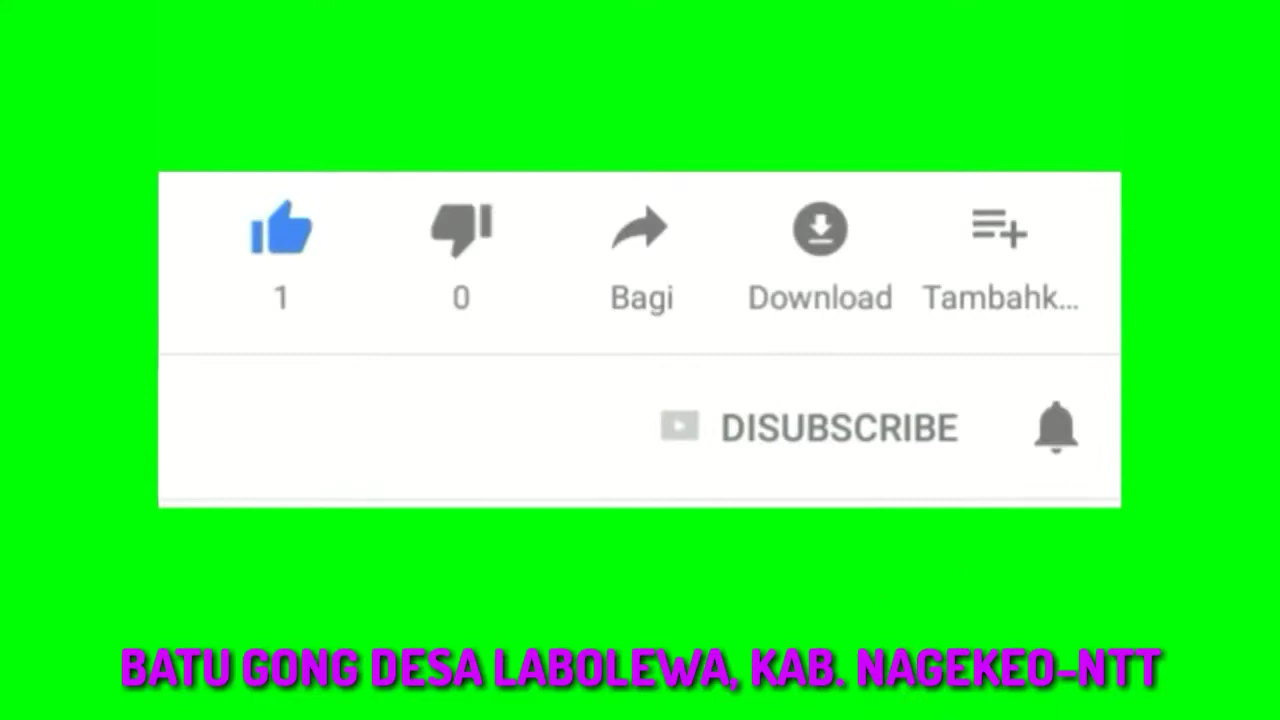 1 0
Bagi Download Tambahk...
DISUBSCRIBE
BATU GONG DESA LABOLEWA, KAB. NAGEKEO-NTT